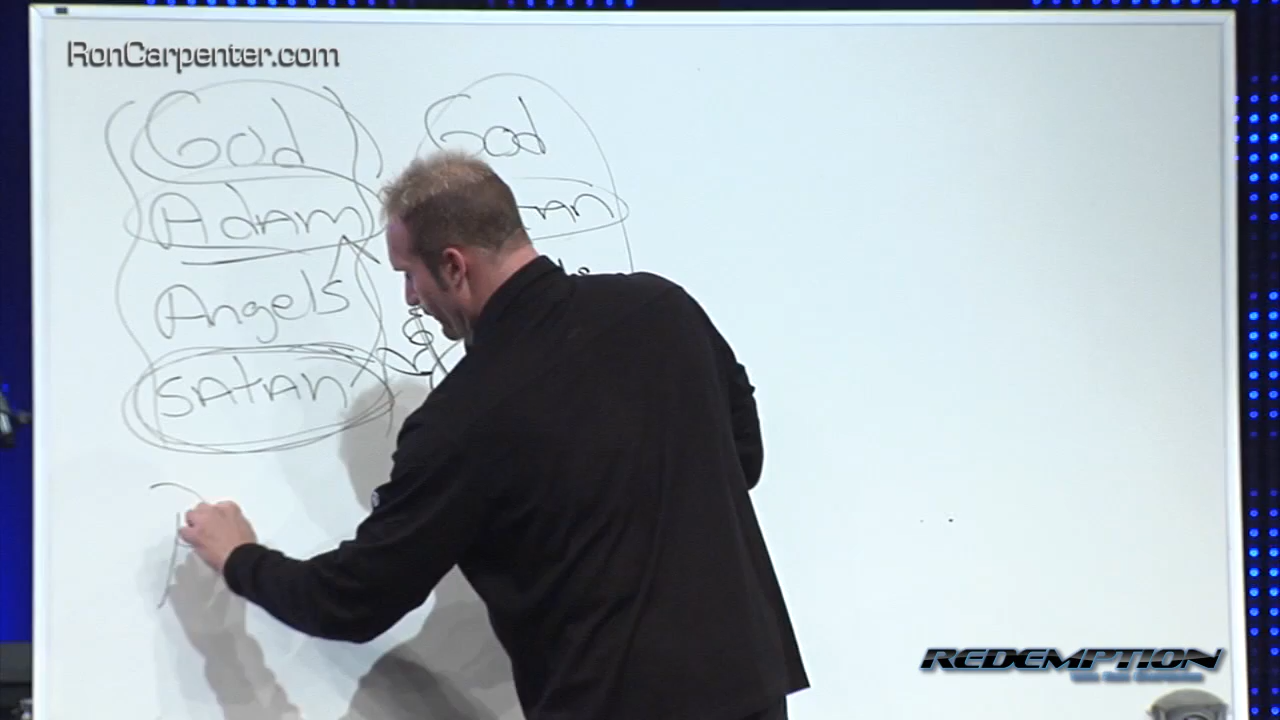 RonCarpenter.com
God
God
Adam
Angels
SATAN
REDEMPTION